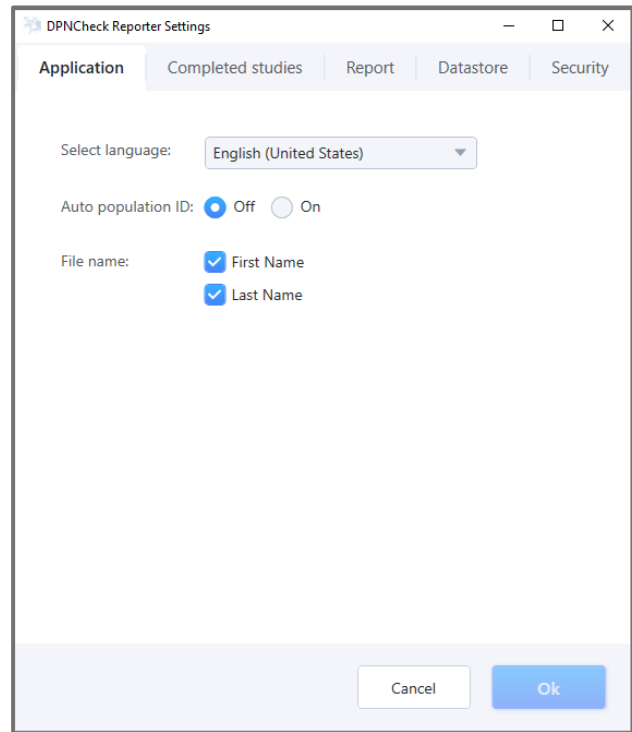 DPNCheck Reporter Settings
Application Completed studies Report Datastore Security
Select language: English (United States)
Auto population ID: Off On
File name: First Name
Last Name
Cancel Ok